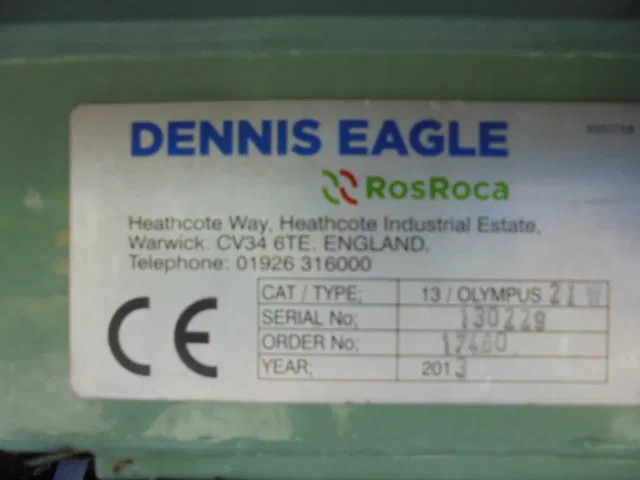 DENNIS EAGLE
RosRoca
Heathcote Way, Heathcote Industrial Estate,
Warwick. CV34 6TE. ENGLAND.
Telephone: 01926 316000
CE
CAT / TYPE; 13 / OLYMPUS 21 W
SERIAL No; 130229
ORDER No; 17460
YEAR; 2013